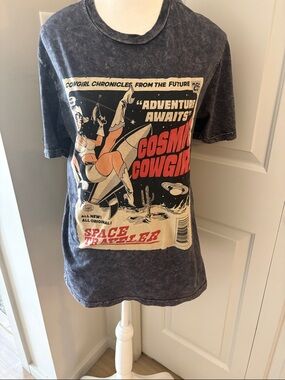 COWGIRL CHRONICLES FROM THE FUTURE
"ADVENTURE
AWAITS"
COSMIC
COWGIRL
ALL NEW!
ALL ORIGINAL!
SPACE
TRAVELER